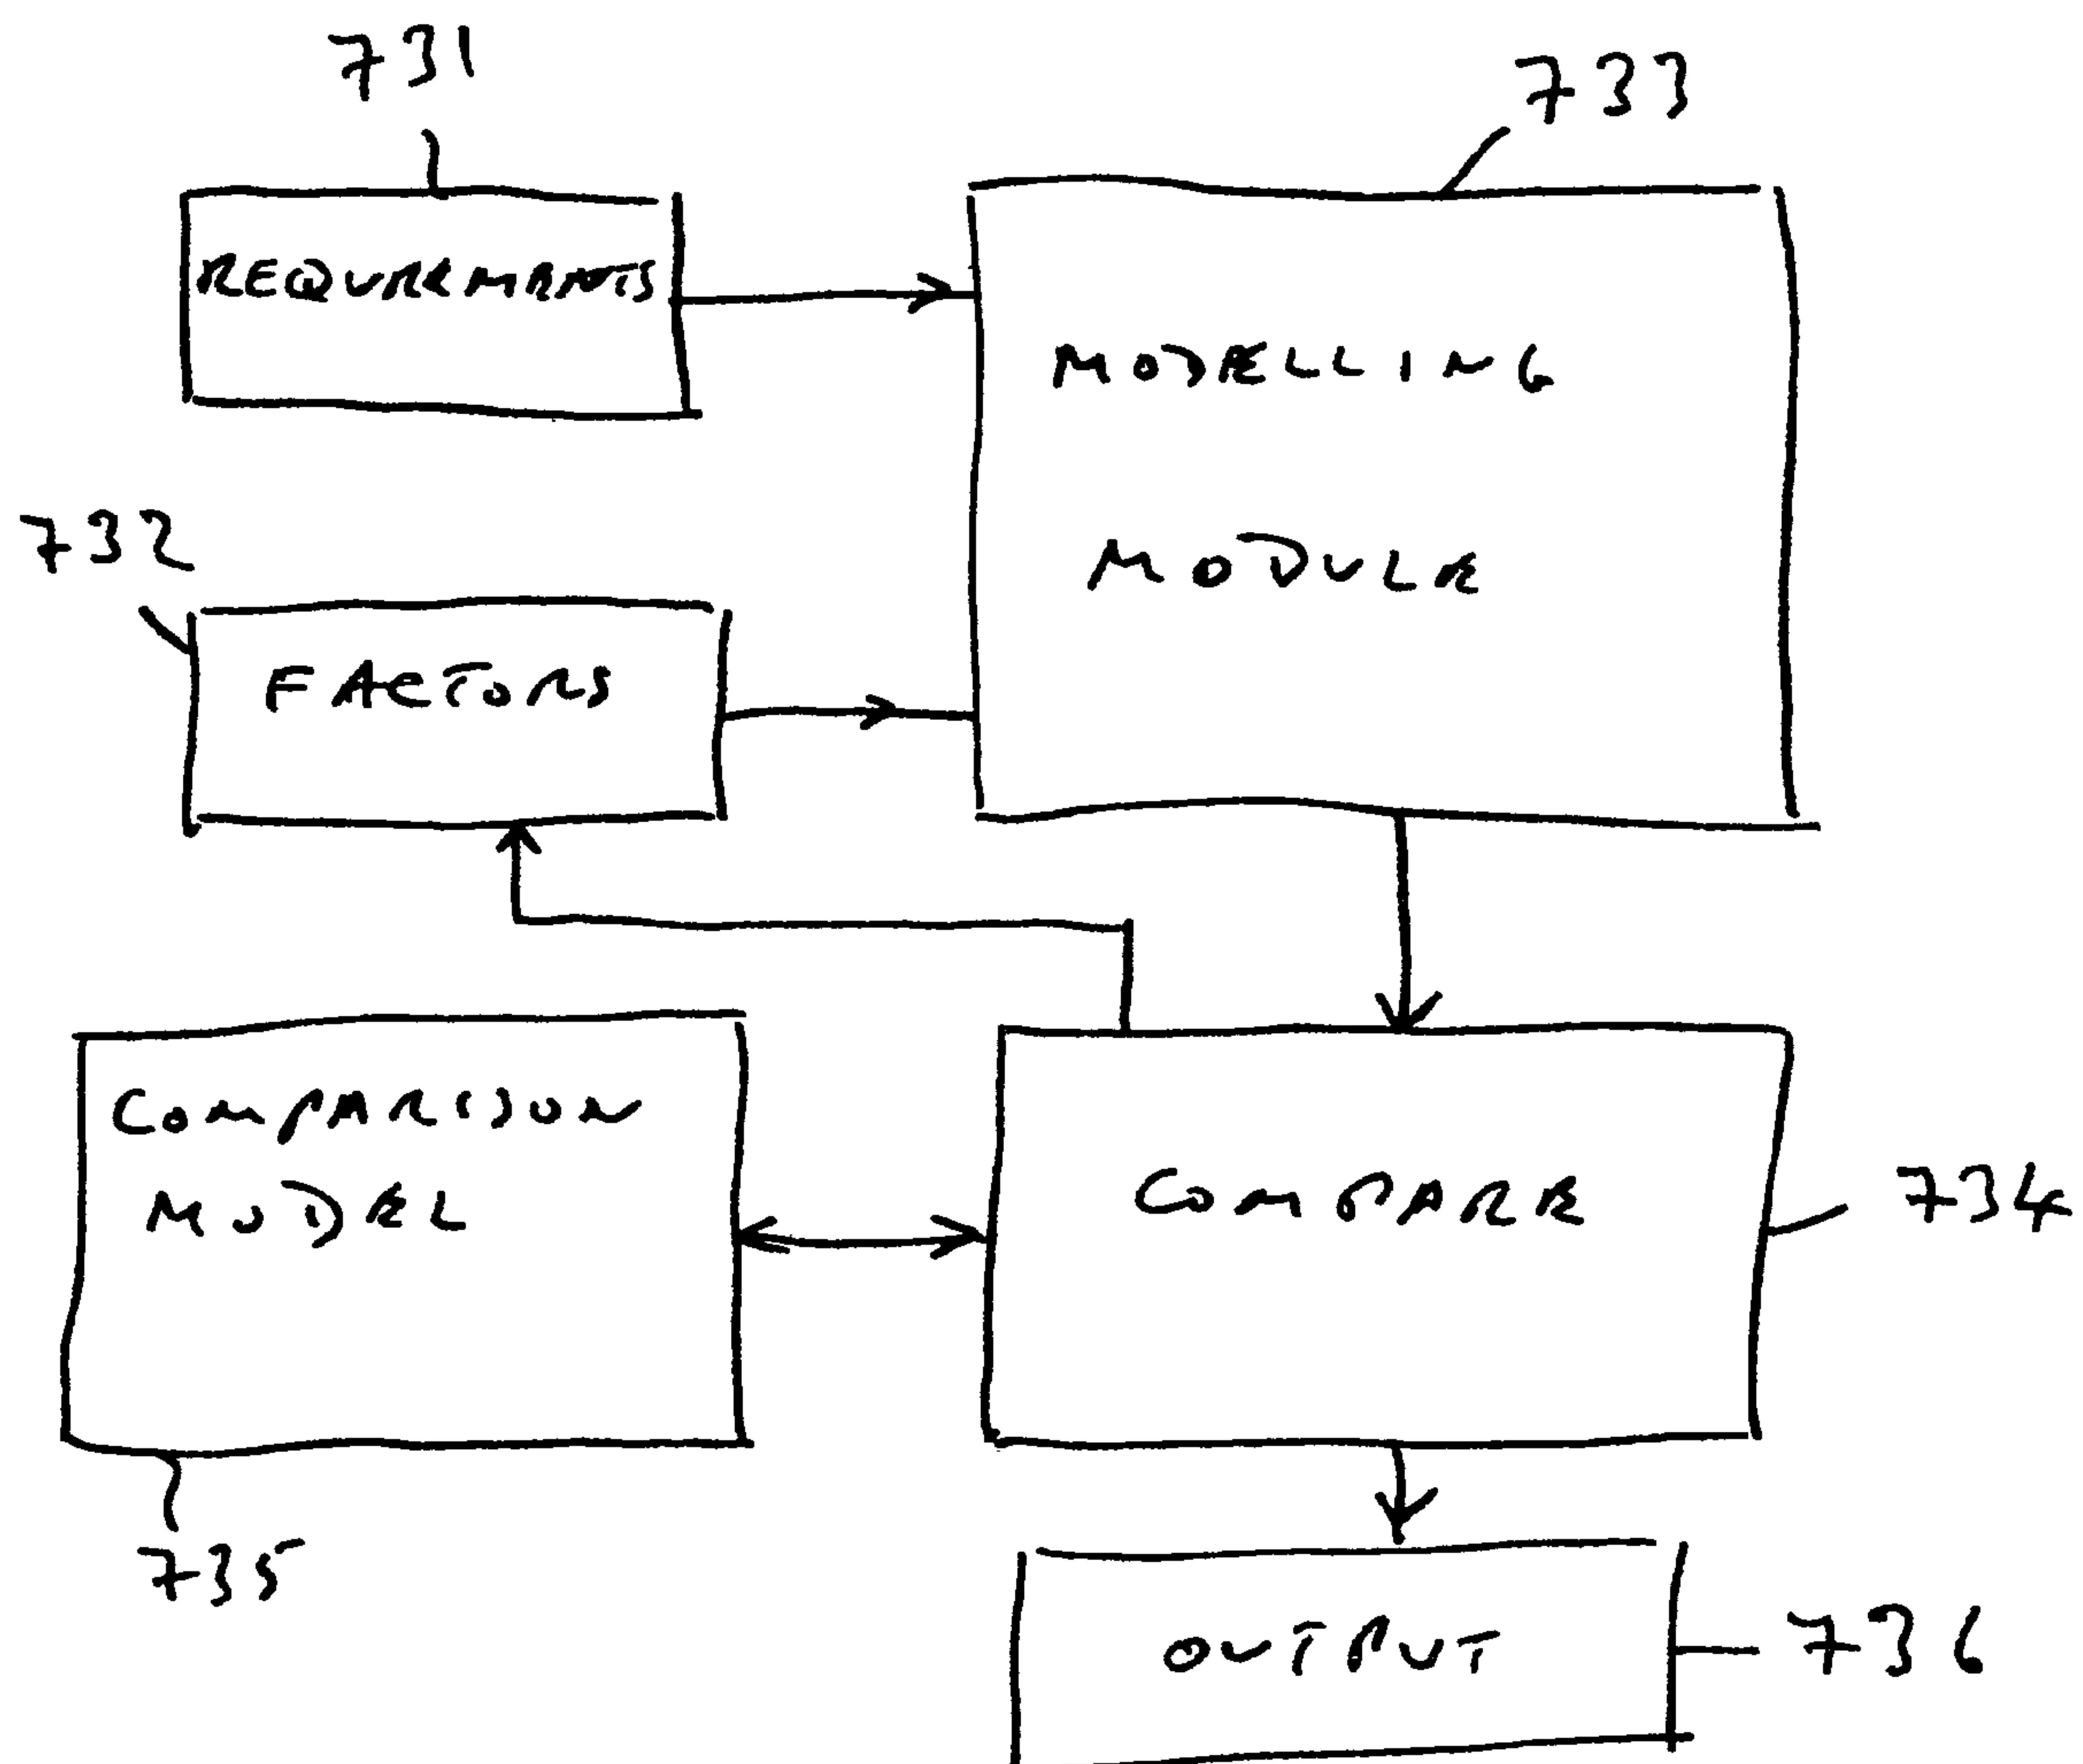 731
733
REQUIREMENTS
MODELLING
MODULE
732
FACTORS
COMPARISON
MODEL
COMPARE
734
735
OUTPUT
736